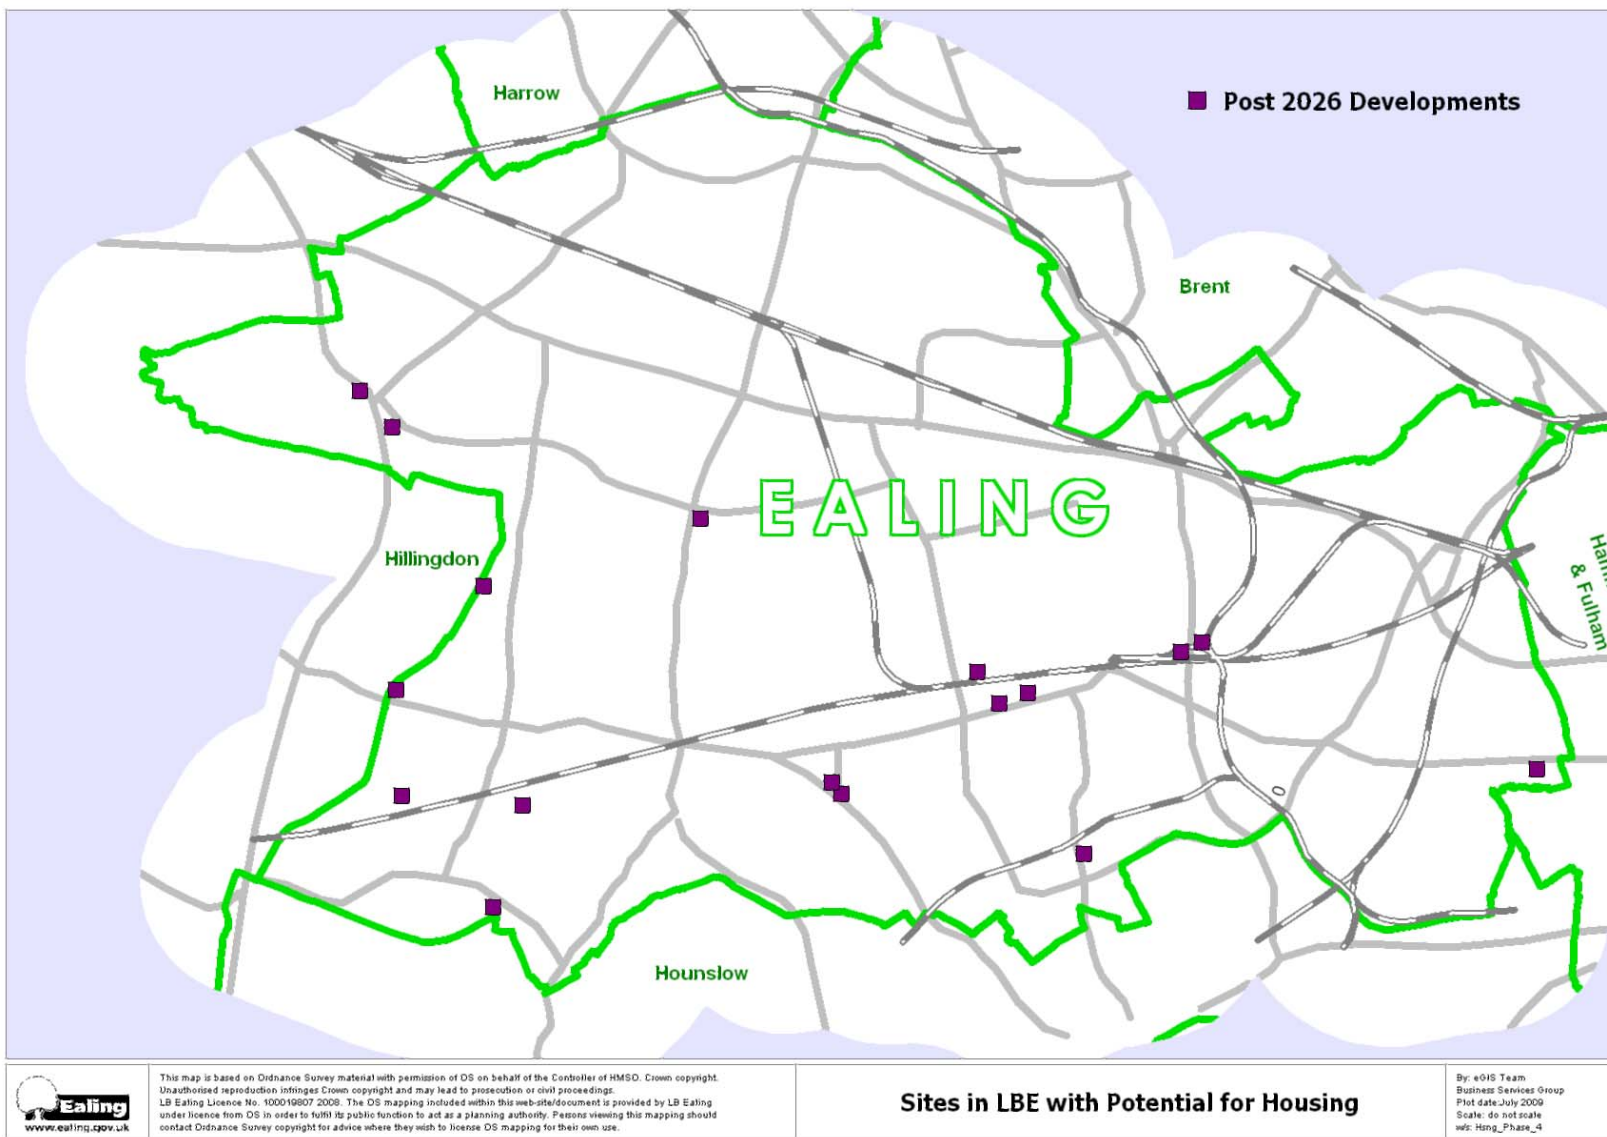 Harrow
Post 2026 Developments
Brent
EALING
Hillingdon
& Fulham
Hounslow
Ealing
www.ealing.gov.uk
This map is based on Ordnance Survey material with permission of OS on behalf of the Controller of HMSO. Crown copyright.
Unauthorised reproduction infringes Crown copyright and may lead to prosecution or civil proceedings.
LB Ealing Licence No. 100019807 2008. The OS mapping included within this web-site/document is provided by LB Ealing
under licence from OS in order to fulfil its public function to act as a planning authority. Persons viewing this mapping should
contact Ordnance Survey copyright for advice where they wish to license OS mapping for their own use.
Sites in LBE with Potential for Housing
By: eGIS Team
Business Services Group
Plot date:July 2009
Scale: do not scale
w/s: Hsng_Phase_4